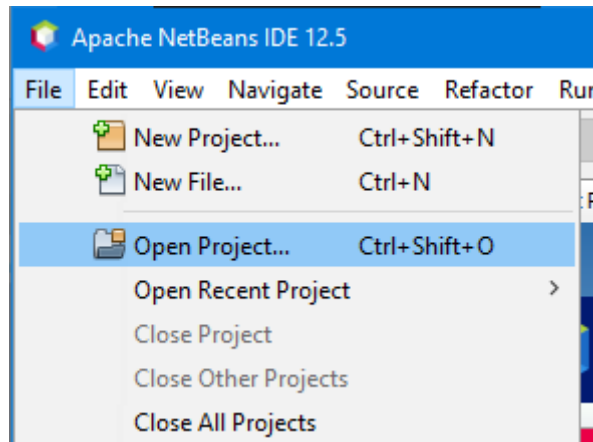 Apache NetBeans IDE 12.5
File Edit View Navigate Source Refactor
New Project... Ctrl+Shift+N
New File... Ctrl+N
Open Project... Ctrl+Shift+O
Open Recent Project >
Close Project
Close Other Projects
Close All Projects